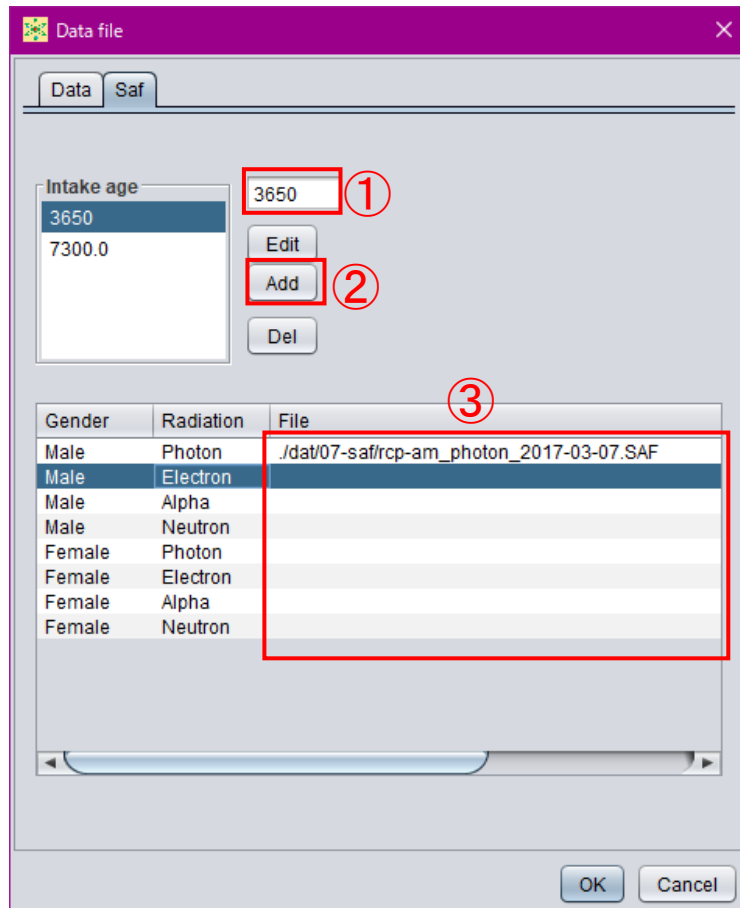 Data file
Data Saf
Intake age
3650 ①
3650
7300.0
Edit
Add ②
Del
③
Gender Radiation File
Male Photon ./dat/07-saf/rcp-am_photon_2017-03-07.SAF
Male Electron
Male Alpha
Male Neutron
Female Photon
Female Electron
Female Alpha
Female Neutron
OK Cancel